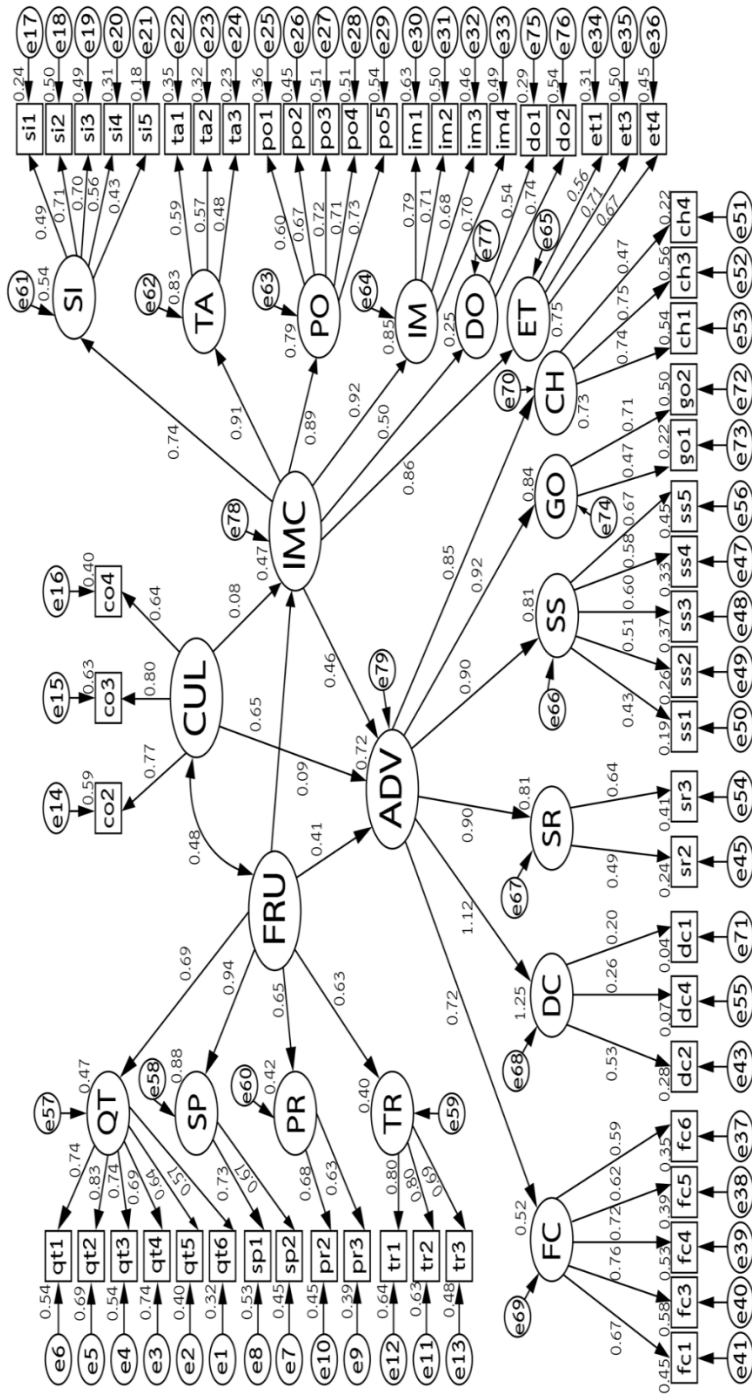 e17 0.24 si1 0.49
e18 0.50 si2 0.71
e19 0.49 si3 0.70
e20 0.31 si4 0.56
e21 0.18 si5 0.43
e61 0.54 SI
e22 0.35 ta1 0.59
e23 0.32 ta2 0.57
e24 0.23 ta3 0.48
e62 0.83 TA
e25 0.36 po1 0.60
e26 0.45 po2 0.67
e27 0.51 po3 0.72
e28 0.51 po4 0.71
e29 0.54 po5 0.73
e63 0.79 PO
e30 0.63 im1 0.79
e31 0.50 im2 0.71
e32 0.46 im3 0.68
e33 0.49 im4 0.70
e64 0.85 IM
e75 0.29 do1 0.54
e76 0.54 do2 0.74
e77 0.25 DO
e34 0.31 et1 0.56
e35 0.50 et3 0.71
e36 0.45 et4 0.67
e65 0.75 ET
0.74
0.91
0.89
0.92
0.50
0.86
e78 0.47 IMC
e16 0.40 co4 0.64
e15 0.63 co3 0.80
e14 0.59 co2 0.77
CUL
0.08
0.65
0.09
0.48
0.46
0.41
FRU
e79 0.72 ADV
0.69
0.94
0.65
0.63
e57 0.47 QT
e58 0.88 SP
e60 0.42 PR
e59 0.40 TR
e6 0.54 qt1 0.74
e5 0.69 qt2 0.83
e4 0.54 qt3 0.74
e3 0.74 qt4 0.69
e2 0.40 qt5 0.64
e1 0.32 qt6 0.57
e8 0.53 sp1 0.73
e7 0.45 sp2 0.67
e10 0.45 pr2 0.68
e9 0.39 pr3 0.63
e12 0.64 tr1 0.80
e11 0.63 tr2 0.80
e13 0.48 tr3 0.69
0.85
0.92
0.90
0.90
1.12
0.72
e70 0.73 CH
0.47 0.22 ch4 e51
0.75 0.56 ch3 e52
0.74 0.54 ch1 e53
e74 0.84 GO
0.71 0.50 go2 e72
0.47 0.22 go1 e73
e66 0.81 SS
0.67 0.45 ss5 e56
0.58 0.33 ss4 e47
0.60 0.37 ss3 e48
0.51 0.26 ss2 e49
0.43 0.19 ss1 e50
e67 0.81 SR
0.64 0.41 sr3 e54
0.49 0.24 sr2 e45
e68 1.25 DC
0.20 0.04 dc1 e71
0.26 0.07 dc4 e55
0.53 0.28 dc2 e43
e69 0.52 FC
0.59 0.35 fc6 e37
0.62 0.39 fc5 e38
0.72 0.53 fc4 e39
0.76 0.58 fc3 e40
0.67 0.45 fc1 e41